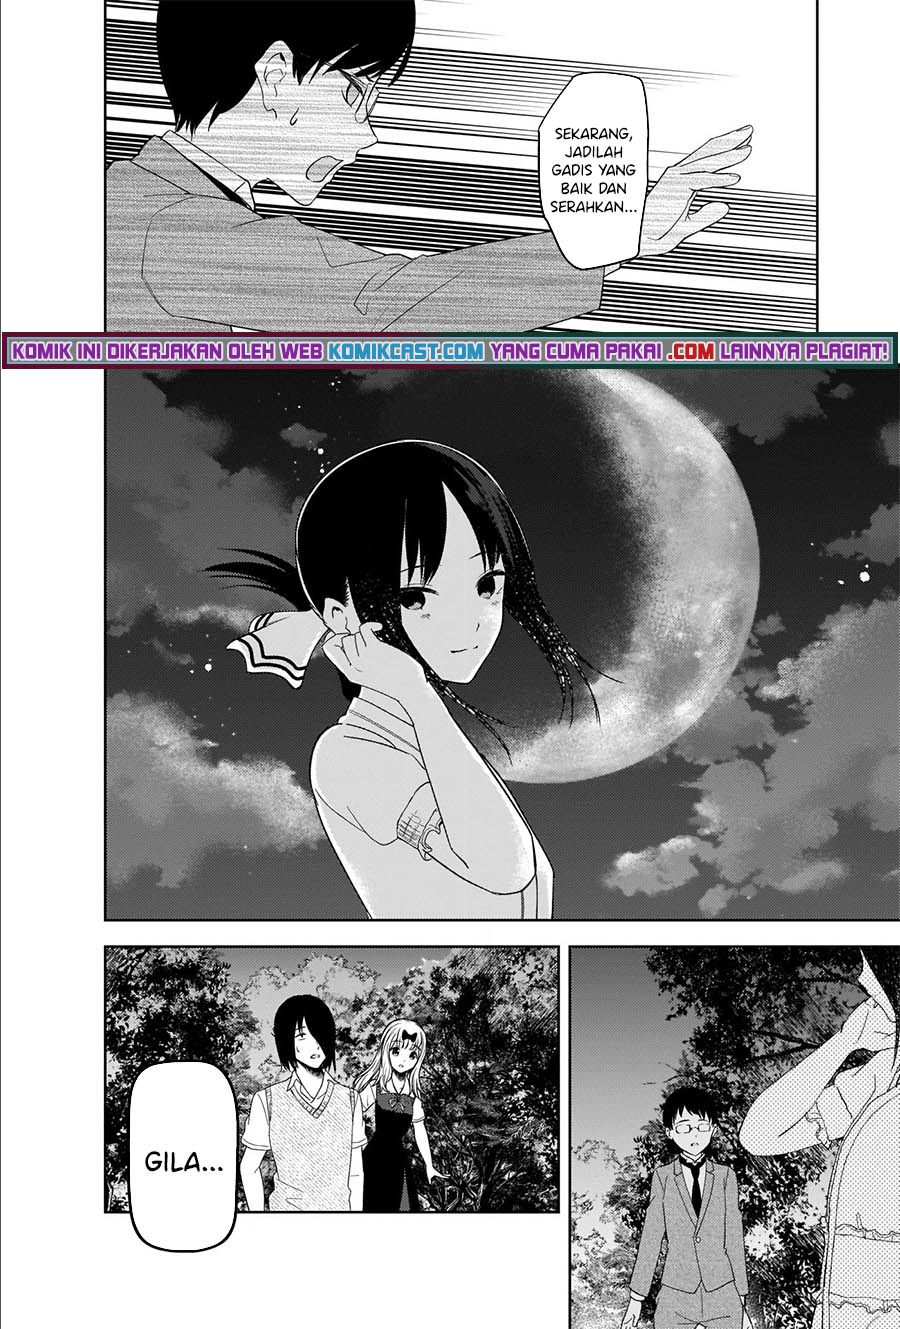 SEKARANG,
JADILAH
GADIS YANG
BAIK DAN
SERAHKAN...
KOMIK INI DIKERJAKAN OLEH WEB KOMIKCAST.COM YANG CUMA PAKAI .COM LAINNYA PLAGIAT!
GILA...